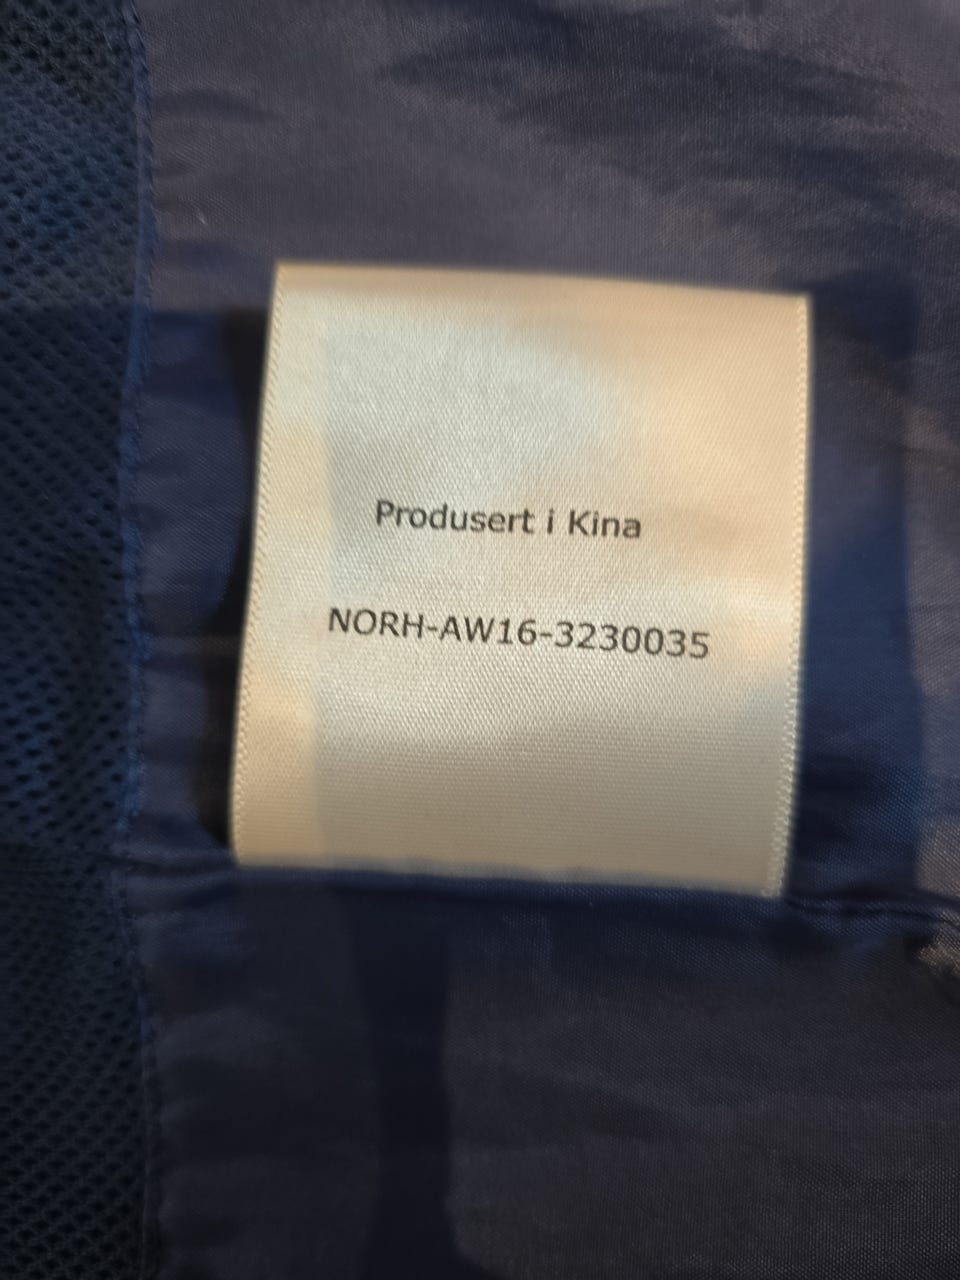 Produsert i Kina
NORH-AW16-3230035